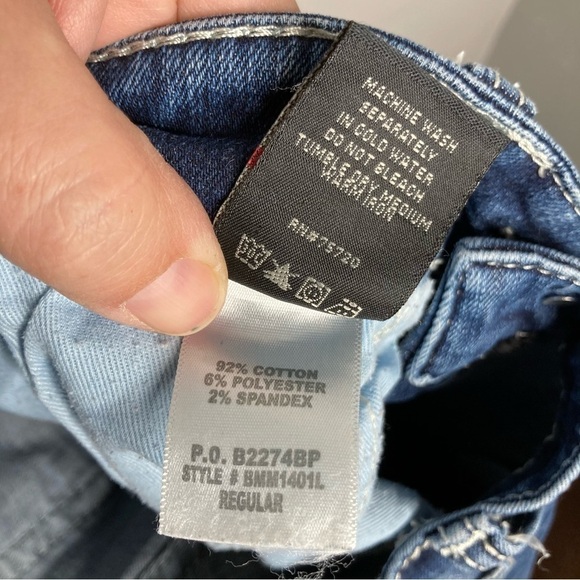 MACHINE WASH
SEPARATELY
IN COLD WATER
DO NOT BLEACH
TUMBLE DRY MEDIUM
WARM IRON
RN#75720
92% COTTON
6% POLYESTER
2% SPANDEX
P.O. B2274BP
STYLE # BMM1401L
REGULAR